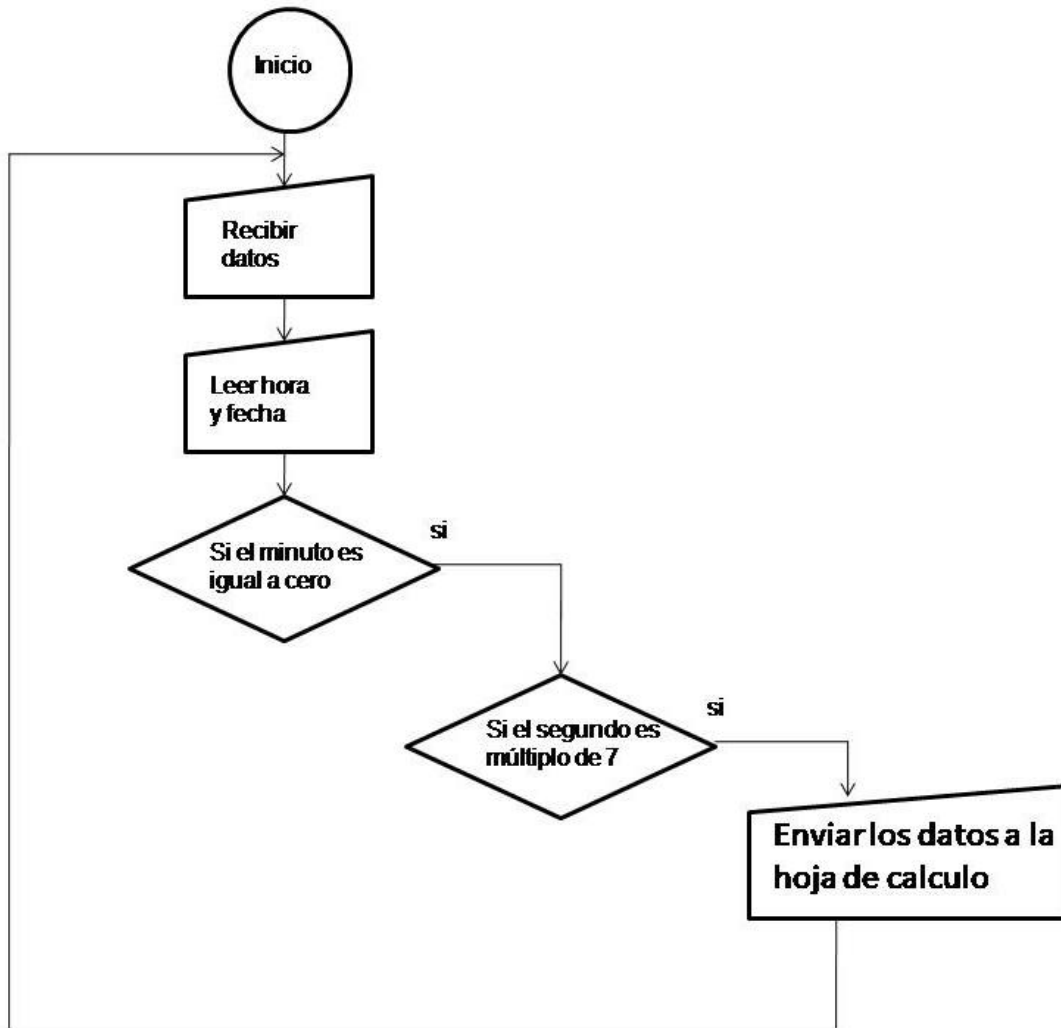 Inicio
Recibir
datos
Leer hora
y fecha
Si el minuto es
igual a cero
si
Si el segundo es
múltiplo de 7
si
Enviar los datos a la
hoja de calculo